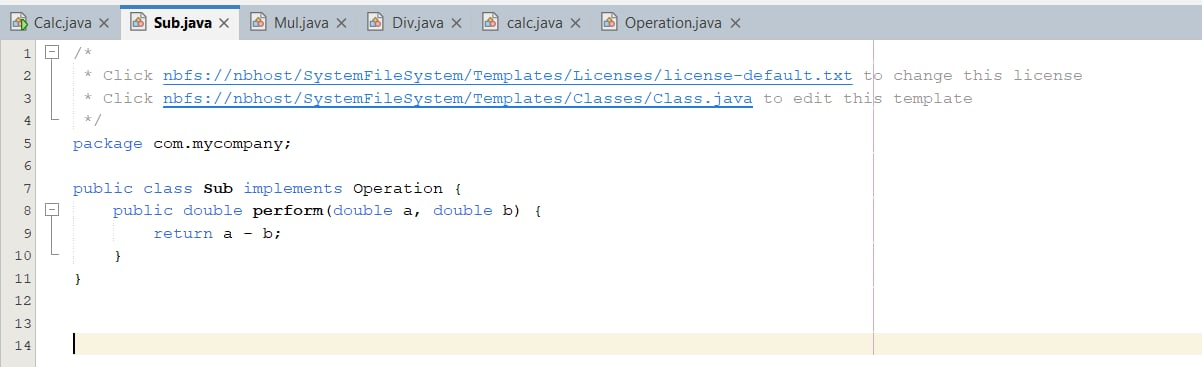 Calc.java Sub.java Mul.java Div.java calc.java Operation.java
1 /*
2 * Click nbfs://nbhost/SystemFileSystem/Templates/Licenses/license-default.txt to change this license
3 * Click nbfs://nbhost/SystemFileSystem/Templates/Classes/Class.java to edit this template
4 */
5 package com.mycompany;
6
7 public class Sub implements Operation {
8 public double perform(double a, double b) {
9 return a - b;
10 }
11 }
12
13
14